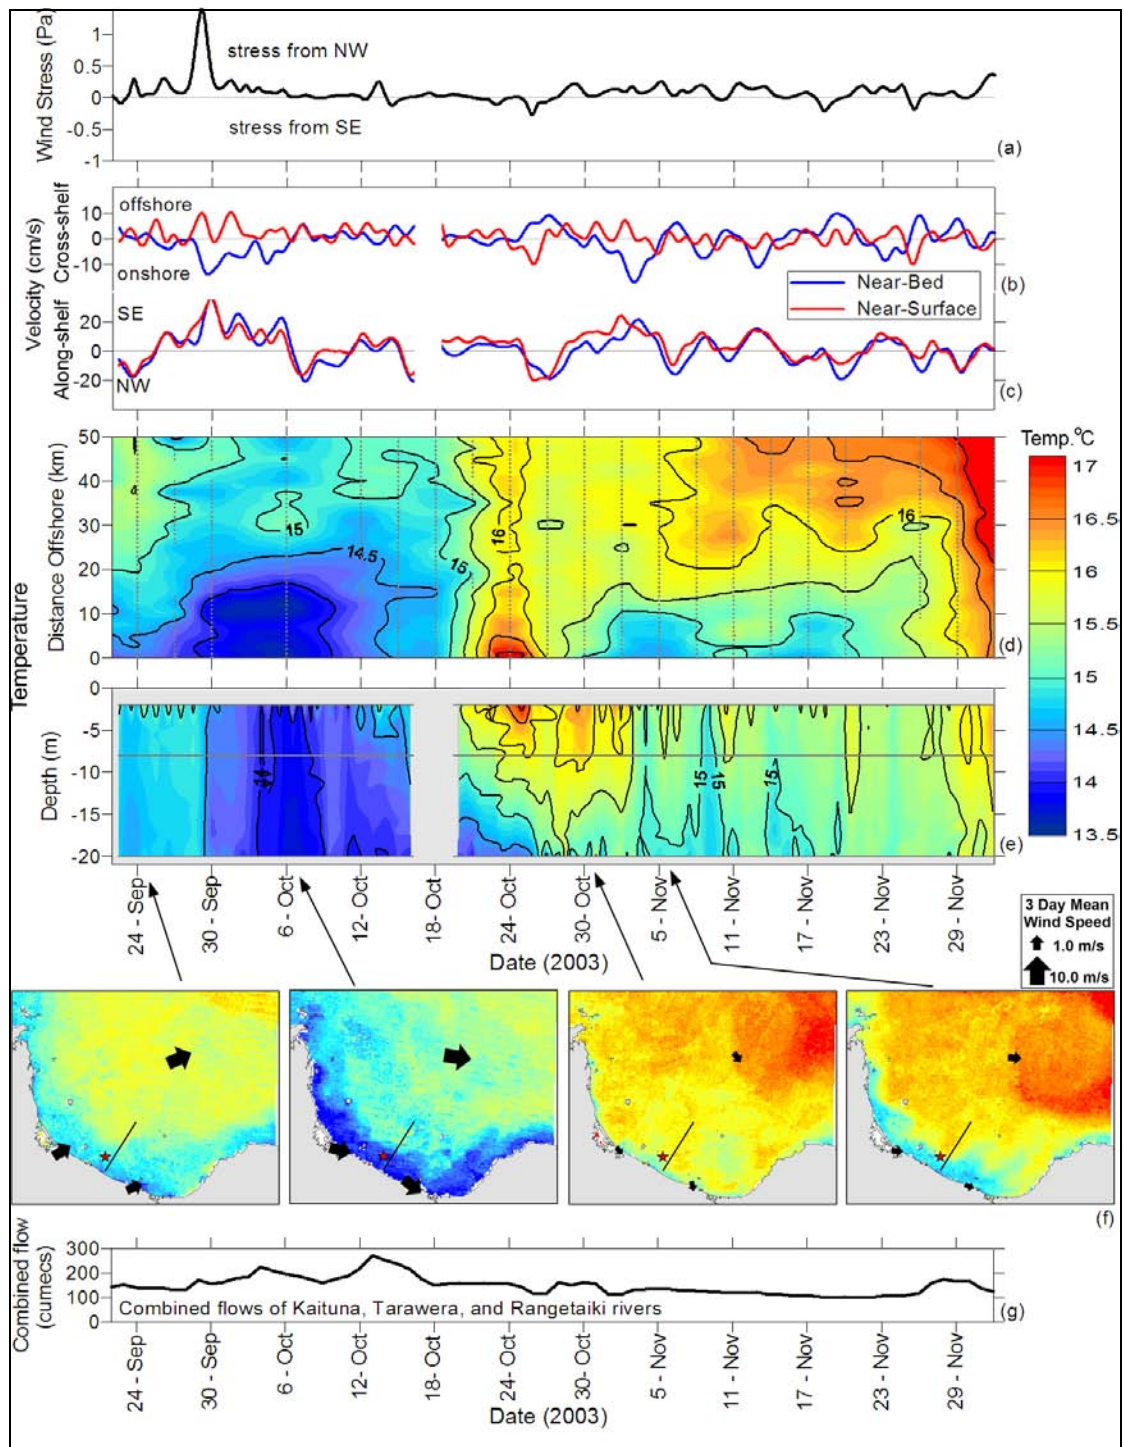 Wind Stress (Pa)
1
0.5
0
-0.5
-1
stress from NW
stress from SE
(a)
Velocity (cm/s)
Cross-shelf
10
0
-10
offshore
onshore
(b)
Near-Bed
Near-Surface
Along-shelf
20
0
-20
SE
NW
(c)
Temperature
Distance Offshore (km)
50
40
30
20
10
0
15
14.5
15
16
16
(d)
Temp.°C
17
16.5
16
15.5
15
14.5
14
13.5
Depth (m)
0
-5
-10
-15
-20
14
15
15
15
(e)
24 - Sep
30 - Sep
6 - Oct
12 - Oct
18 - Oct
24- Oct
30 - Oct
5 - Nov
11 - Nov
17 - Nov
23 - Nov
29 - Nov
Date (2003)
3 Day Mean
Wind Speed
1.0 m/s
10.0 m/s
(f)
Combined flow
(cumecs)
300
200
100
0
Combined flows of Kaituna, Tarawera, and Rangetaiki rivers
(g)
24 - Sep
30 - Sep
6 - Oct
12 - Oct
18- Oct
24 - Oct
30 - Oct
5 - Nov
11 - Nov
17 - Nov
23 - Nov
29 - Nov
Date (2003)